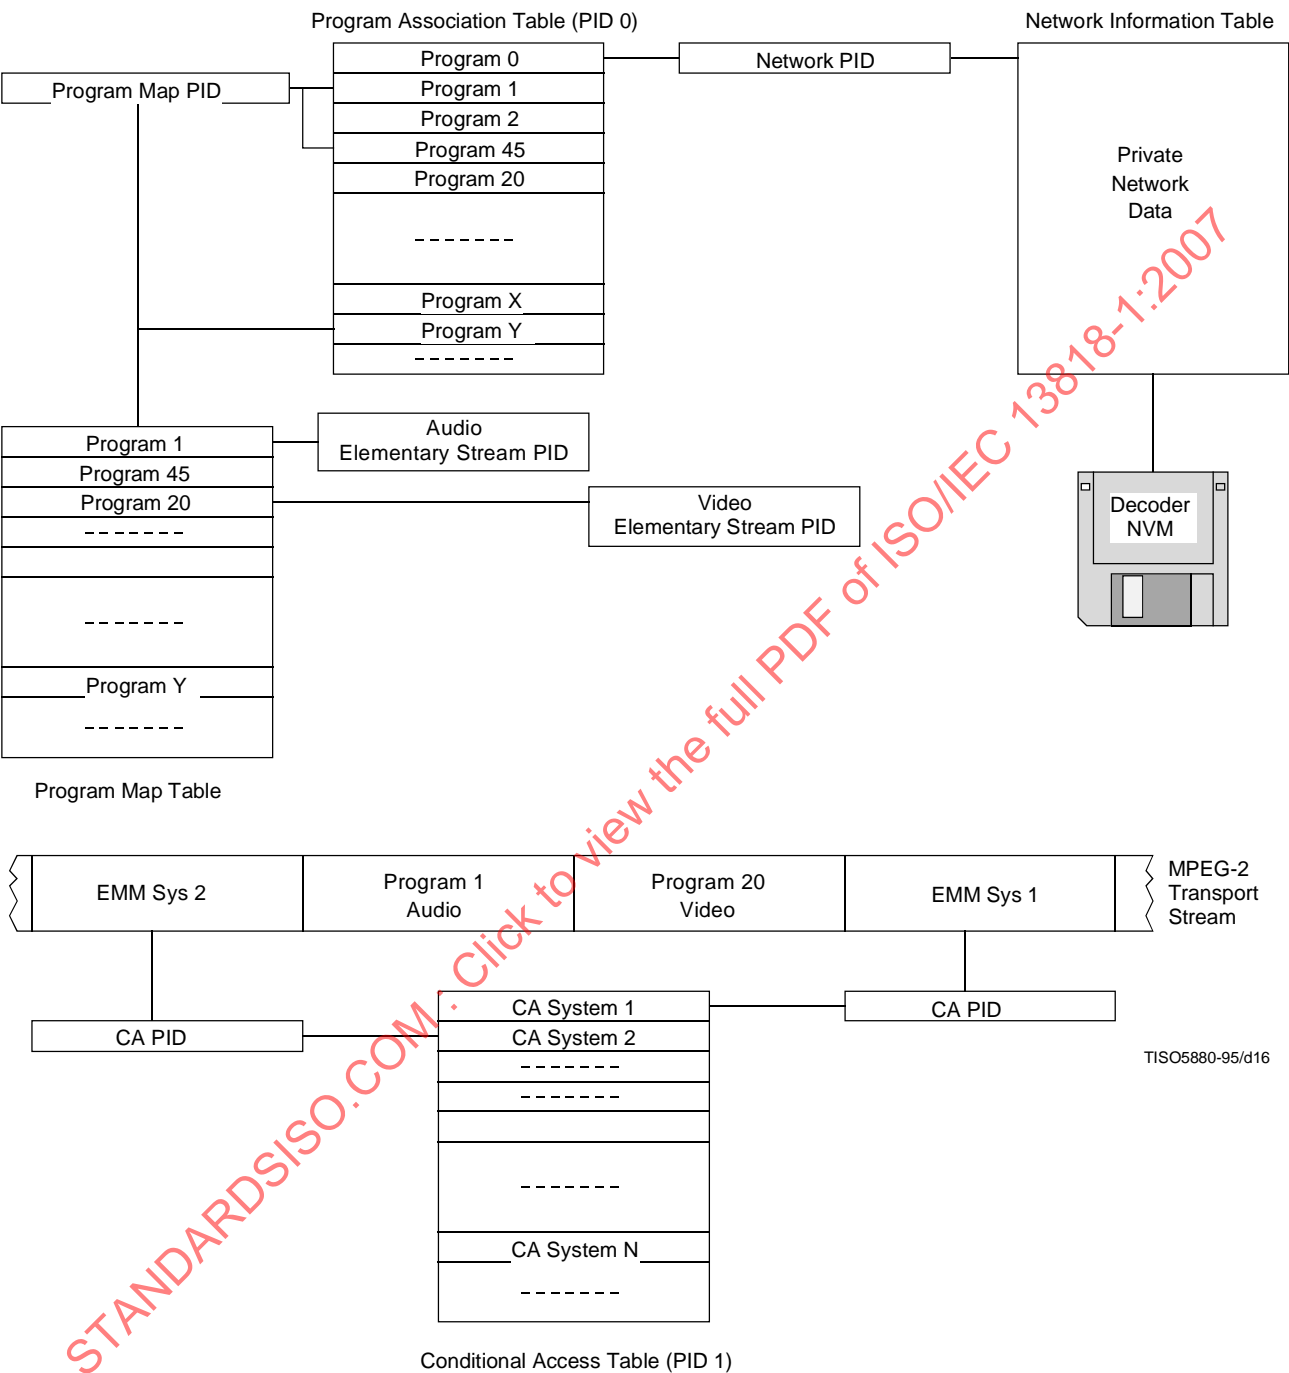 Program Association Table (PID 0)
Network Information Table
Program 0
Program 1
Program 2
Program 45
Program 20
Program X
Program Y
Network PID
Program Map PID
Private
Network
Data
Decoder
NVM
Program 1
Program 45
Program 20
Program Y
Audio
Elementary Stream PID
Video
Elementary Stream PID
Program Map Table
EMM Sys 2
Program 1
Audio
Program 20
Video
EMM Sys 1
MPEG-2
Transport
Stream
CA PID
CA System 1
CA System 2
CA System N
CA PID
TISO5880-95/d16
Conditional Access Table (PID 1)
STANDARDSISO.COM : Click to view the full PDF of ISO/IEC 13818-1:2007